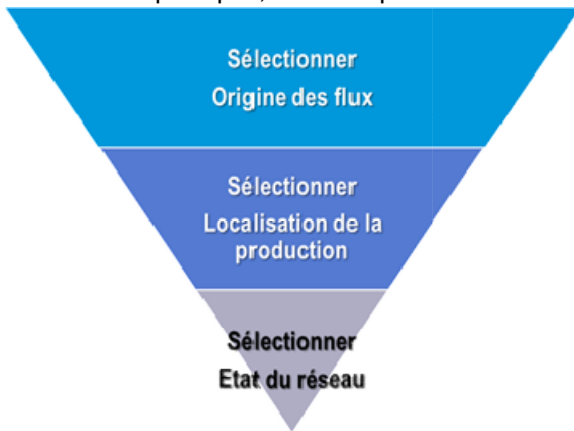 Sélectionner
Origine des flux
Sélectionner
Localisation de la
production
Sélectionner
Etat du réseau